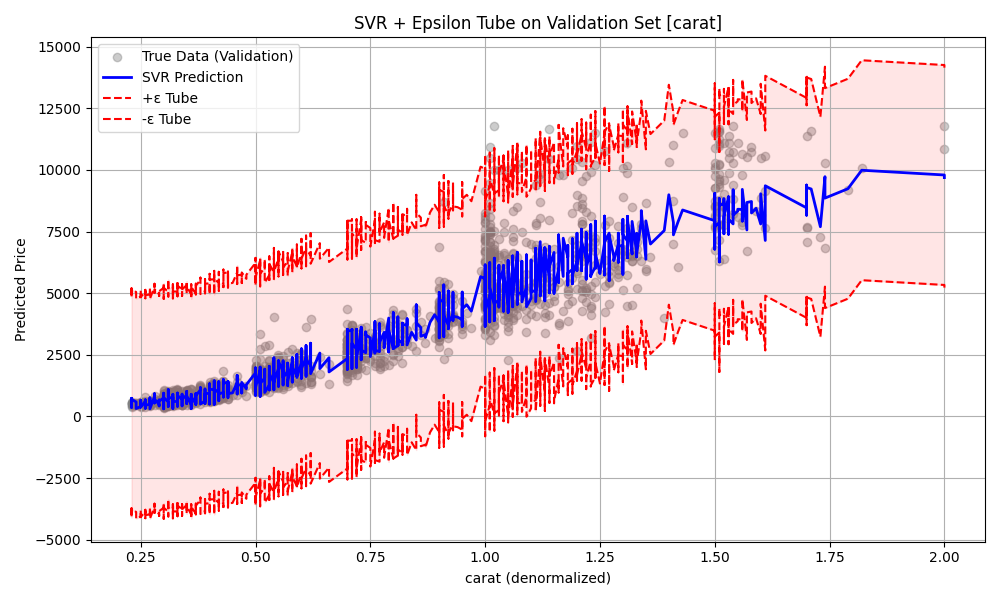 SVR + Epsilon Tube on Validation Set [carat]
True Data (Validation)
SVR Prediction
+ε Tube
-ε Tube
Predicted Price
15000
12500
10000
7500
5000
2500
0
−2500
−5000
0.25 0.50 0.75 1.00 1.25 1.50 1.75 2.00
carat (denormalized)